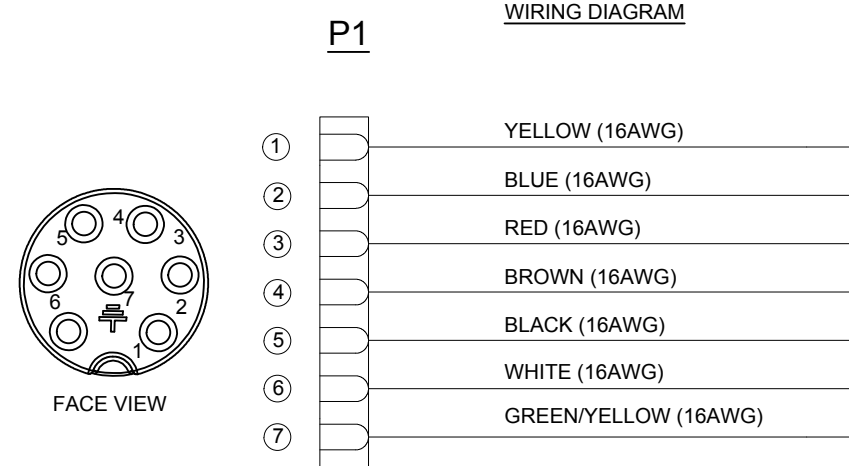 WIRING DIAGRAM
P1
1 YELLOW (16AWG)
2 BLUE (16AWG)
3 RED (16AWG)
4 BROWN (16AWG)
5 BLACK (16AWG)
6 WHITE (16AWG)
7 GREEN/YELLOW (16AWG)
5 4 3
6 7 2
1
FACE VIEW